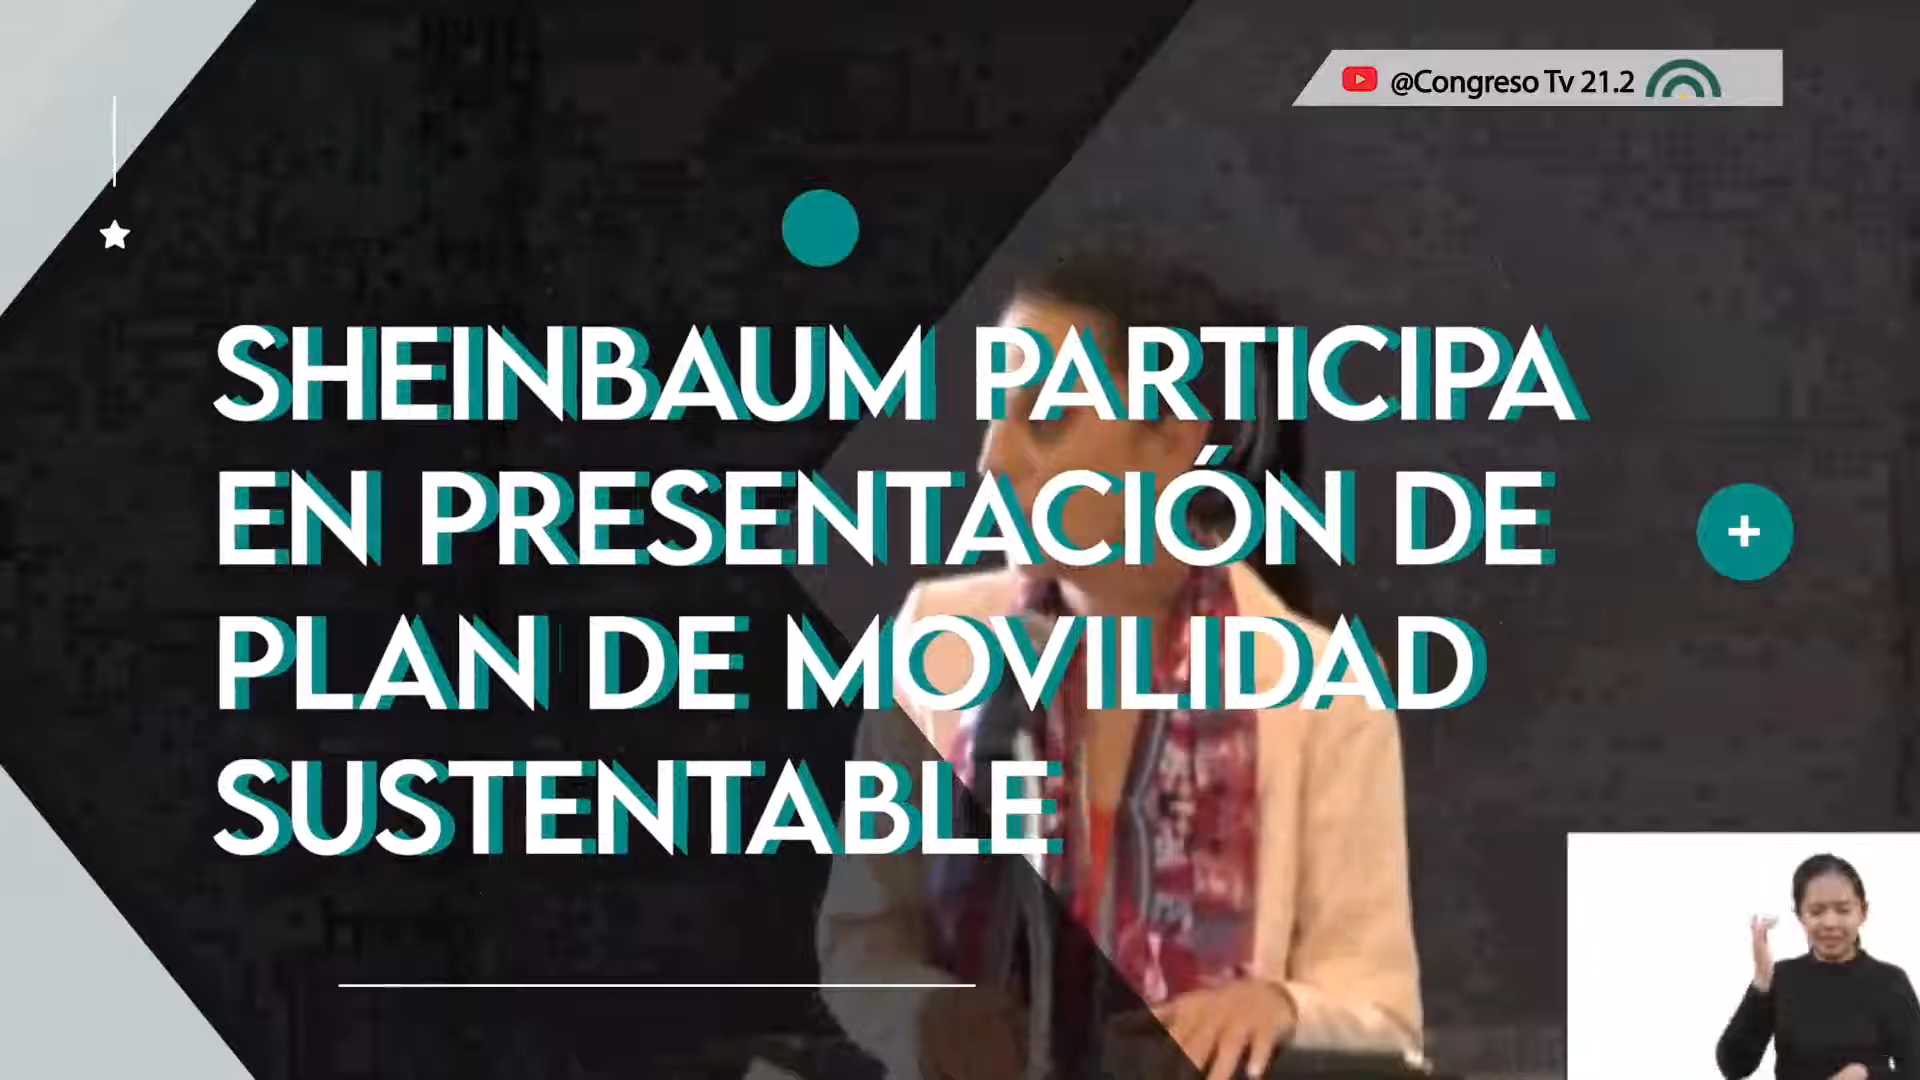 @Congreso Tv 21.2
SHEINBAUM PARTICIPA
EN PRESENTACIÓN DE
PLAN DE MOVILIDAD
SUSTENTABLE